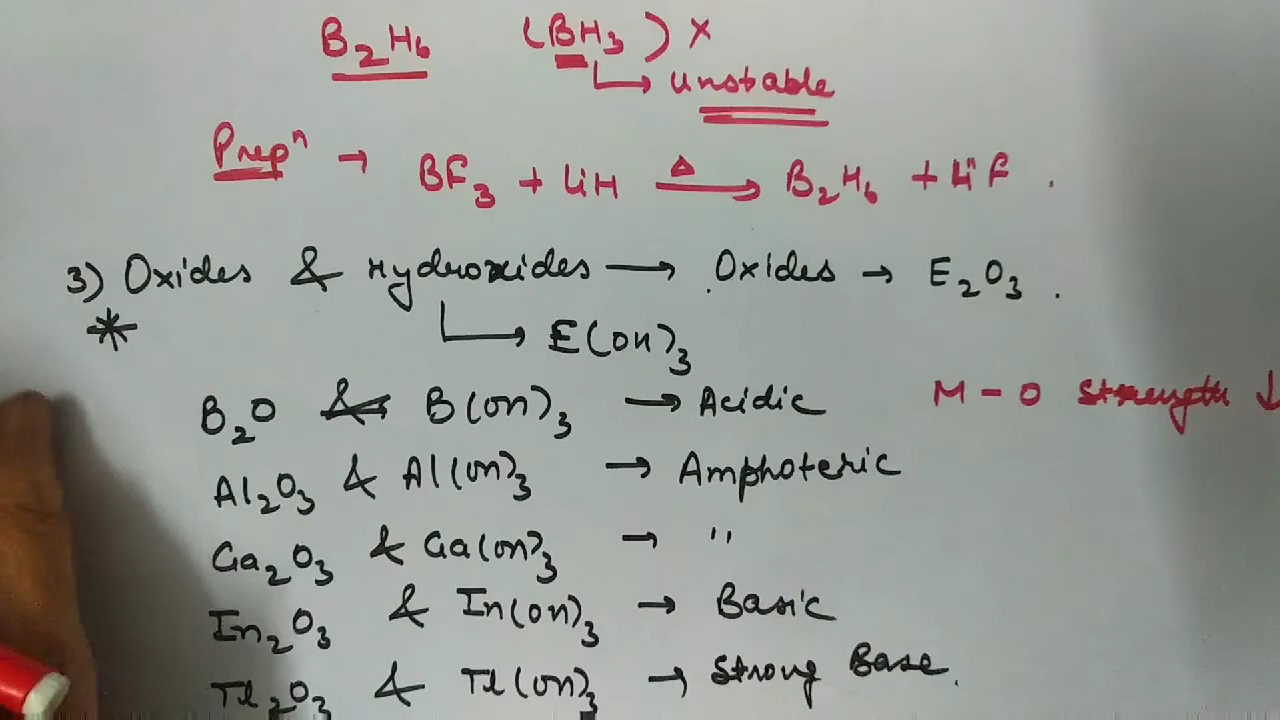 B₂H₆ (BH₃) ×
↳ unstable
Prepⁿ → BF₃ + LiH —Δ→ B₂H₆ + LiF .
3) Oxides & Hydroxides → Oxides → E₂O₃ .
* ↳ E(OH)₃
B₂O & B(OH)₃ → Acidic M - O Strength ↓
Al₂O₃ & Al(OH)₃ → Amphoteric
Ga₂O₃ & Ga(OH)₃ → "
In₂O₃ & In(OH)₃ → Basic
Tl₂O₃ & Tl(OH)₃ → Strong Base.